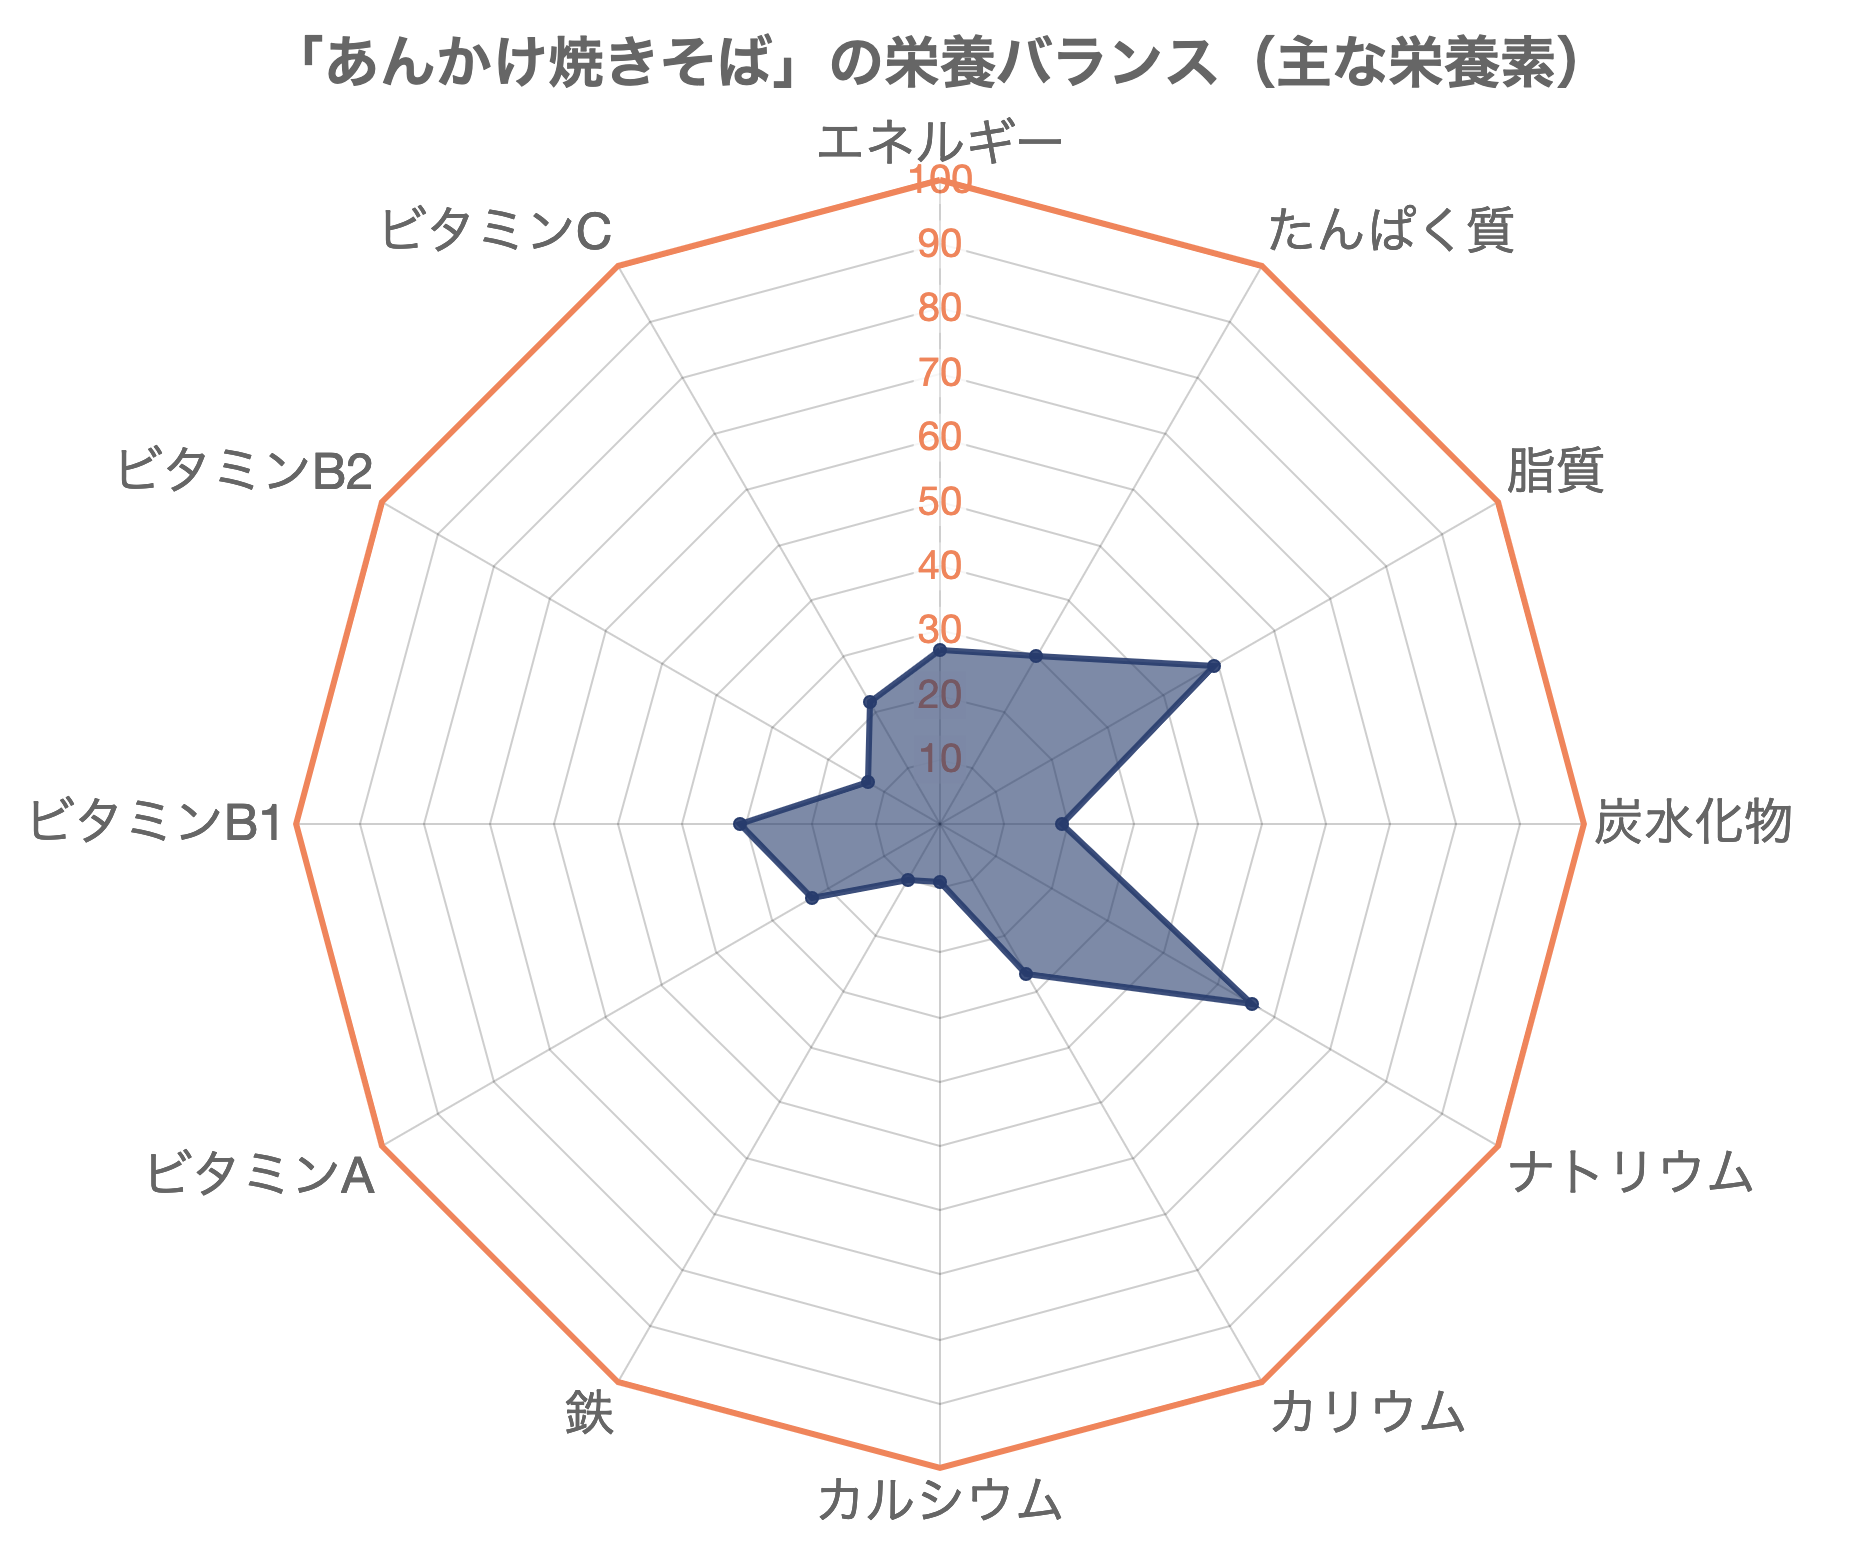 「あんかけ焼きそば」の栄養バランス（主な栄養素）
エネルギー
たんぱく質
脂質
炭水化物
ナトリウム
カリウム
カルシウム
鉄
ビタミンA
ビタミンB1
ビタミンB2
ビタミンC
100
90
80
70
60
50
40
30
20
10